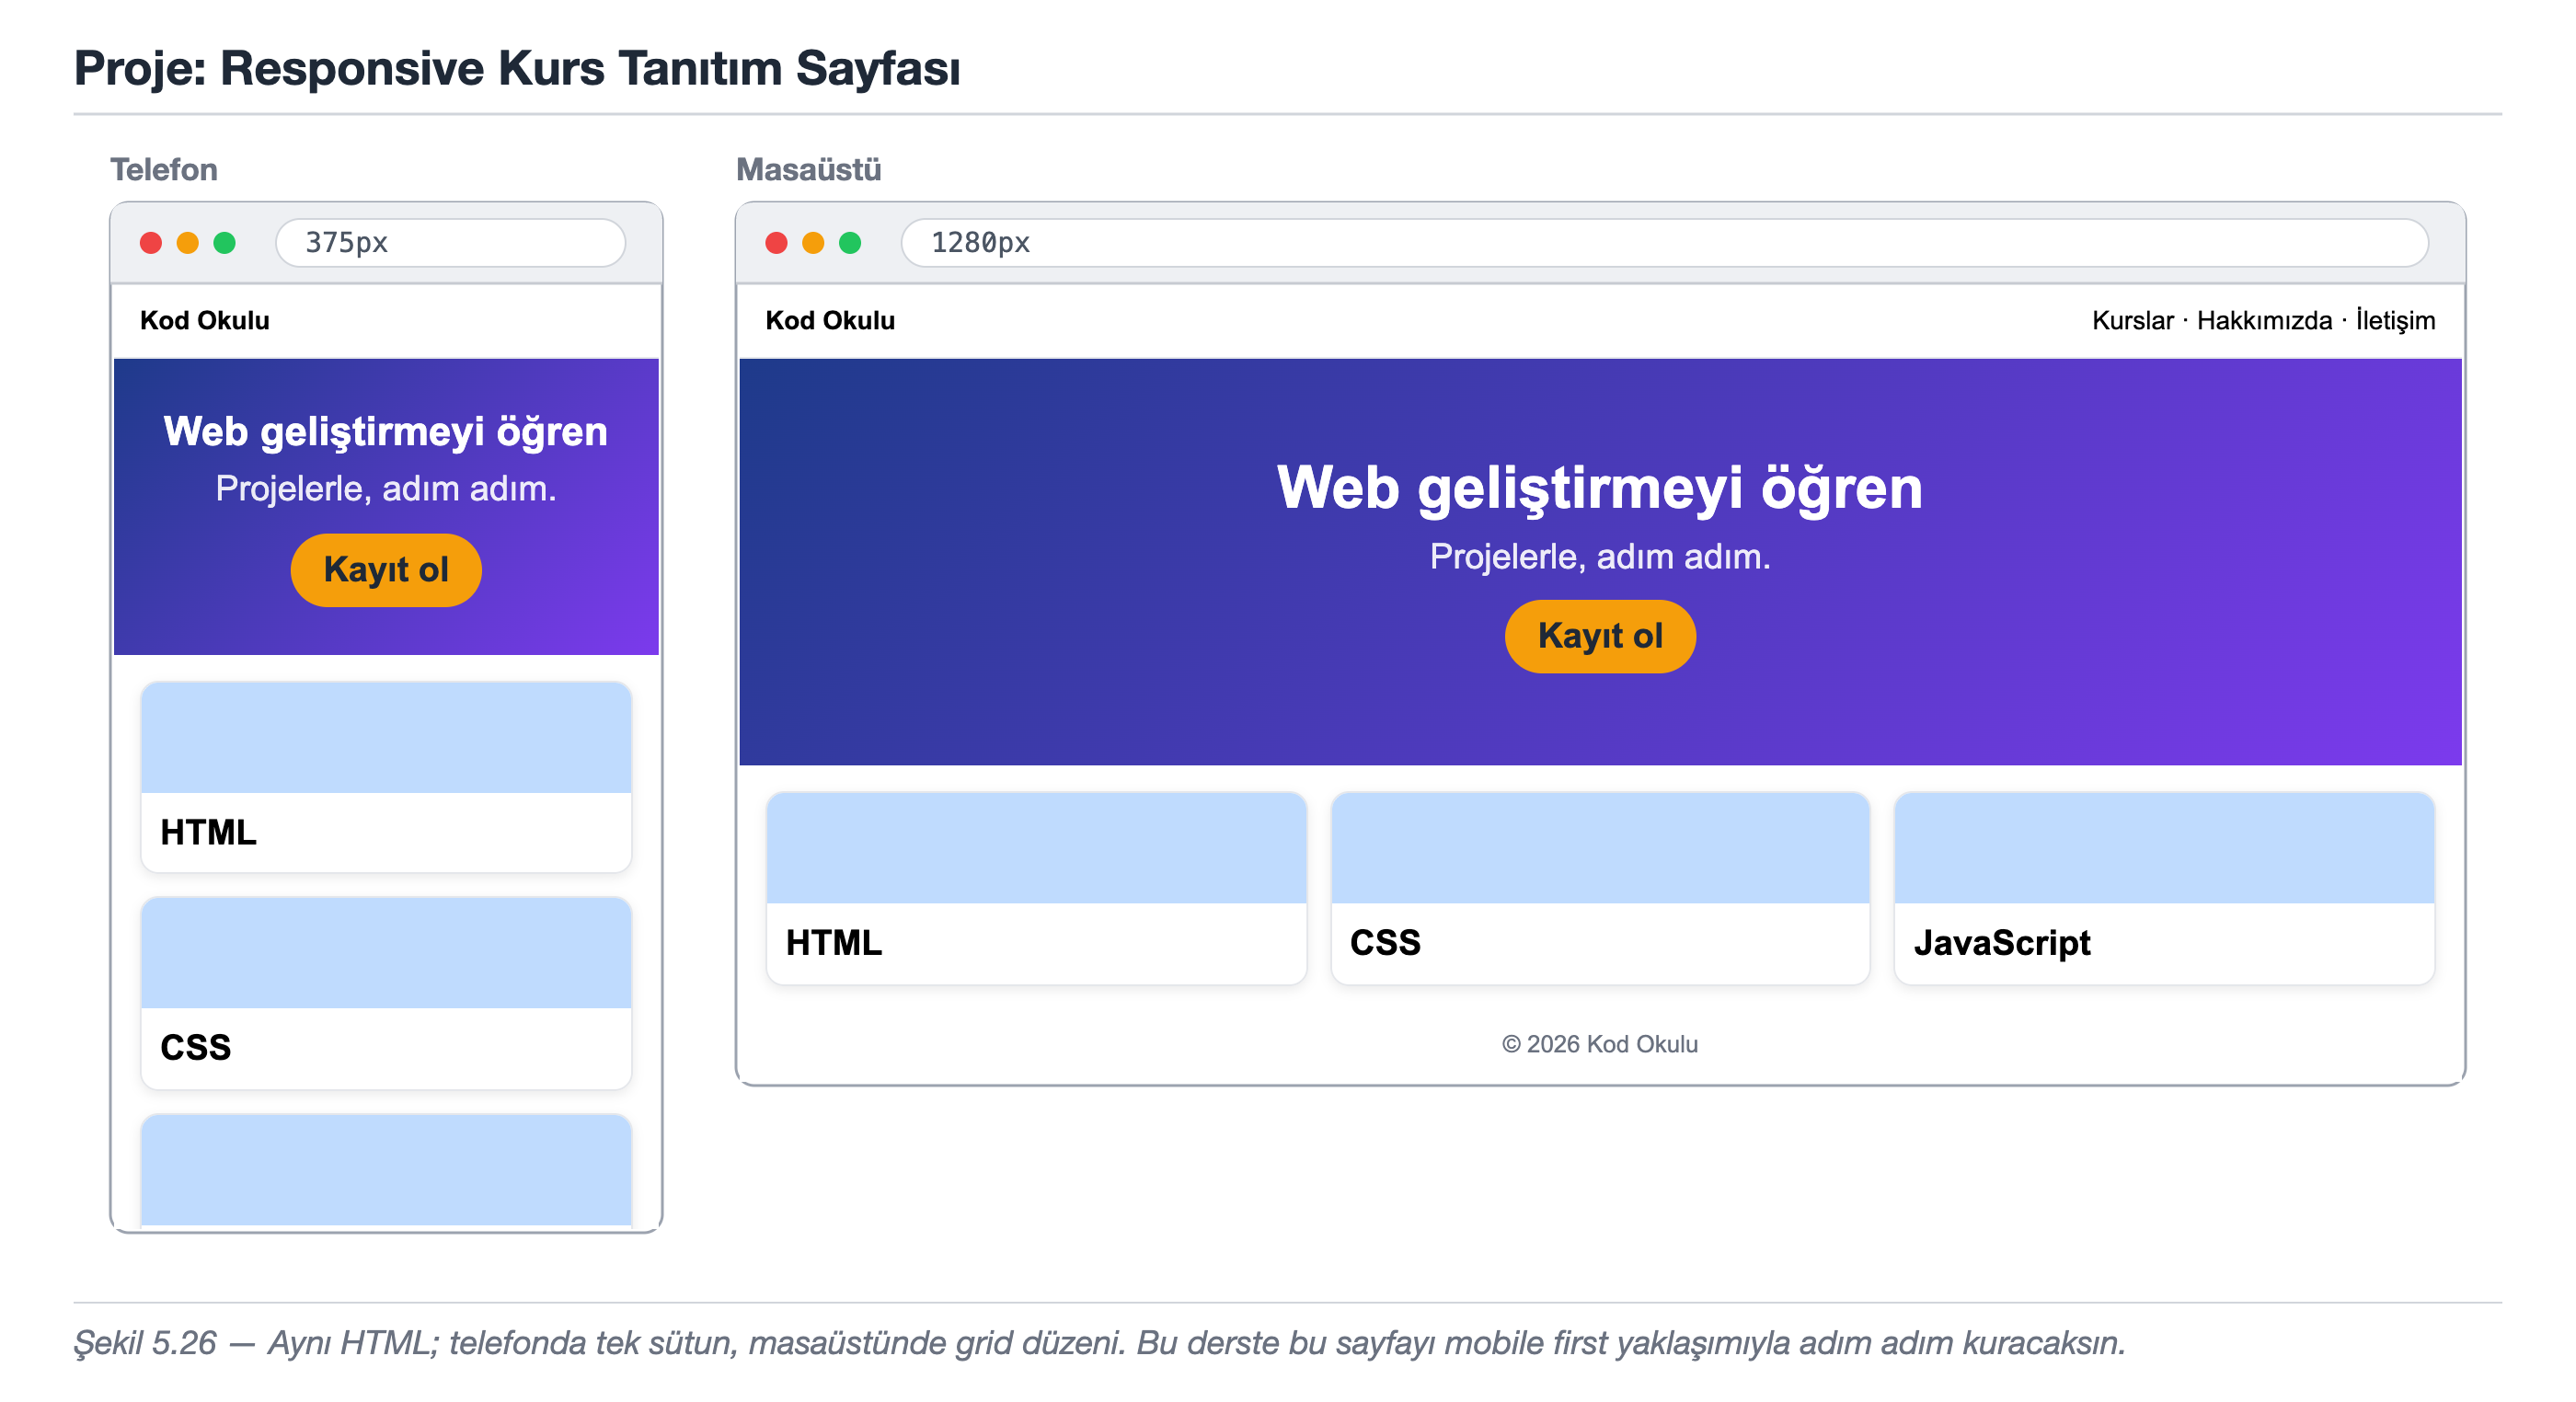 Proje: Responsive Kurs Tanıtım Sayfası
Telefon
375px
Kod Okulu
Web geliştirmeyi öğren
Projelerle, adım adım.
Kayıt ol
HTML
CSS
Masaüstü
1280px
Kod Okulu
Kurslar · Hakkımızda · İletişim
Web geliştirmeyi öğren
Projelerle, adım adım.
Kayıt ol
HTML
CSS
JavaScript
© 2026 Kod Okulu
Şekil 5.26 — Aynı HTML; telefonda tek sütun, masaüstünde grid düzeni. Bu derste bu sayfayı mobile first yaklaşımıyla adım adım kuracaksın.